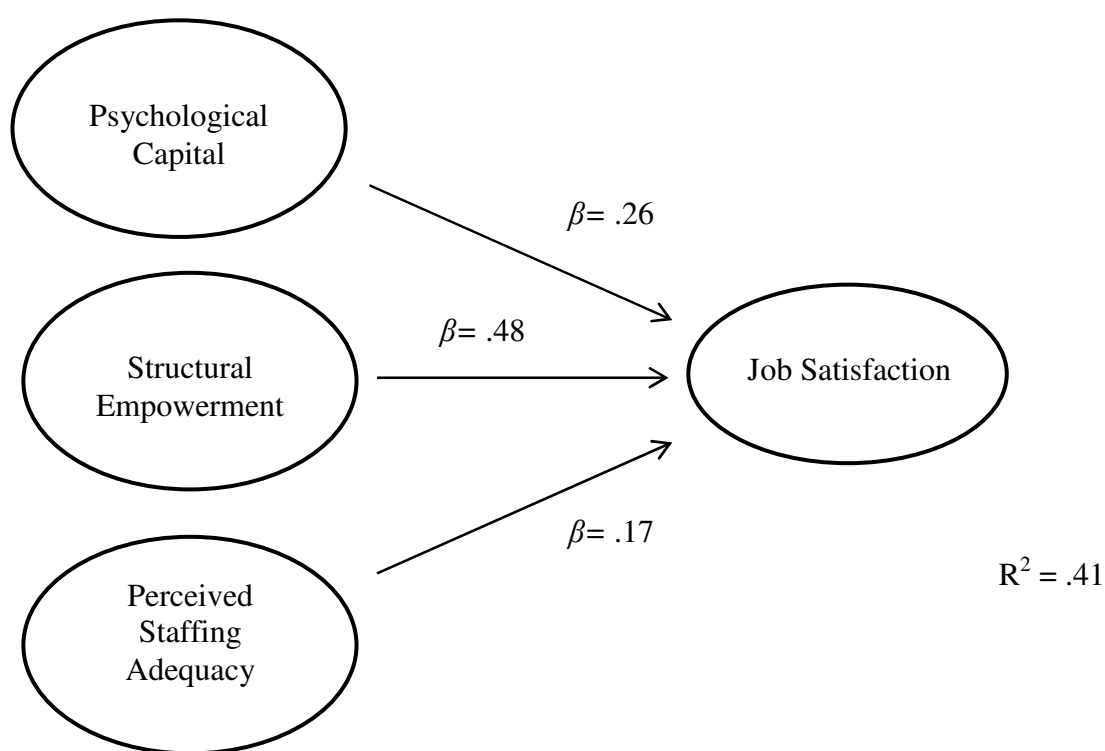 Psychological
Capital
β= .26
β= .48
Structural
Empowerment
Job Satisfaction
β= .17
Perceived
Staffing
Adequacy
R² = .41